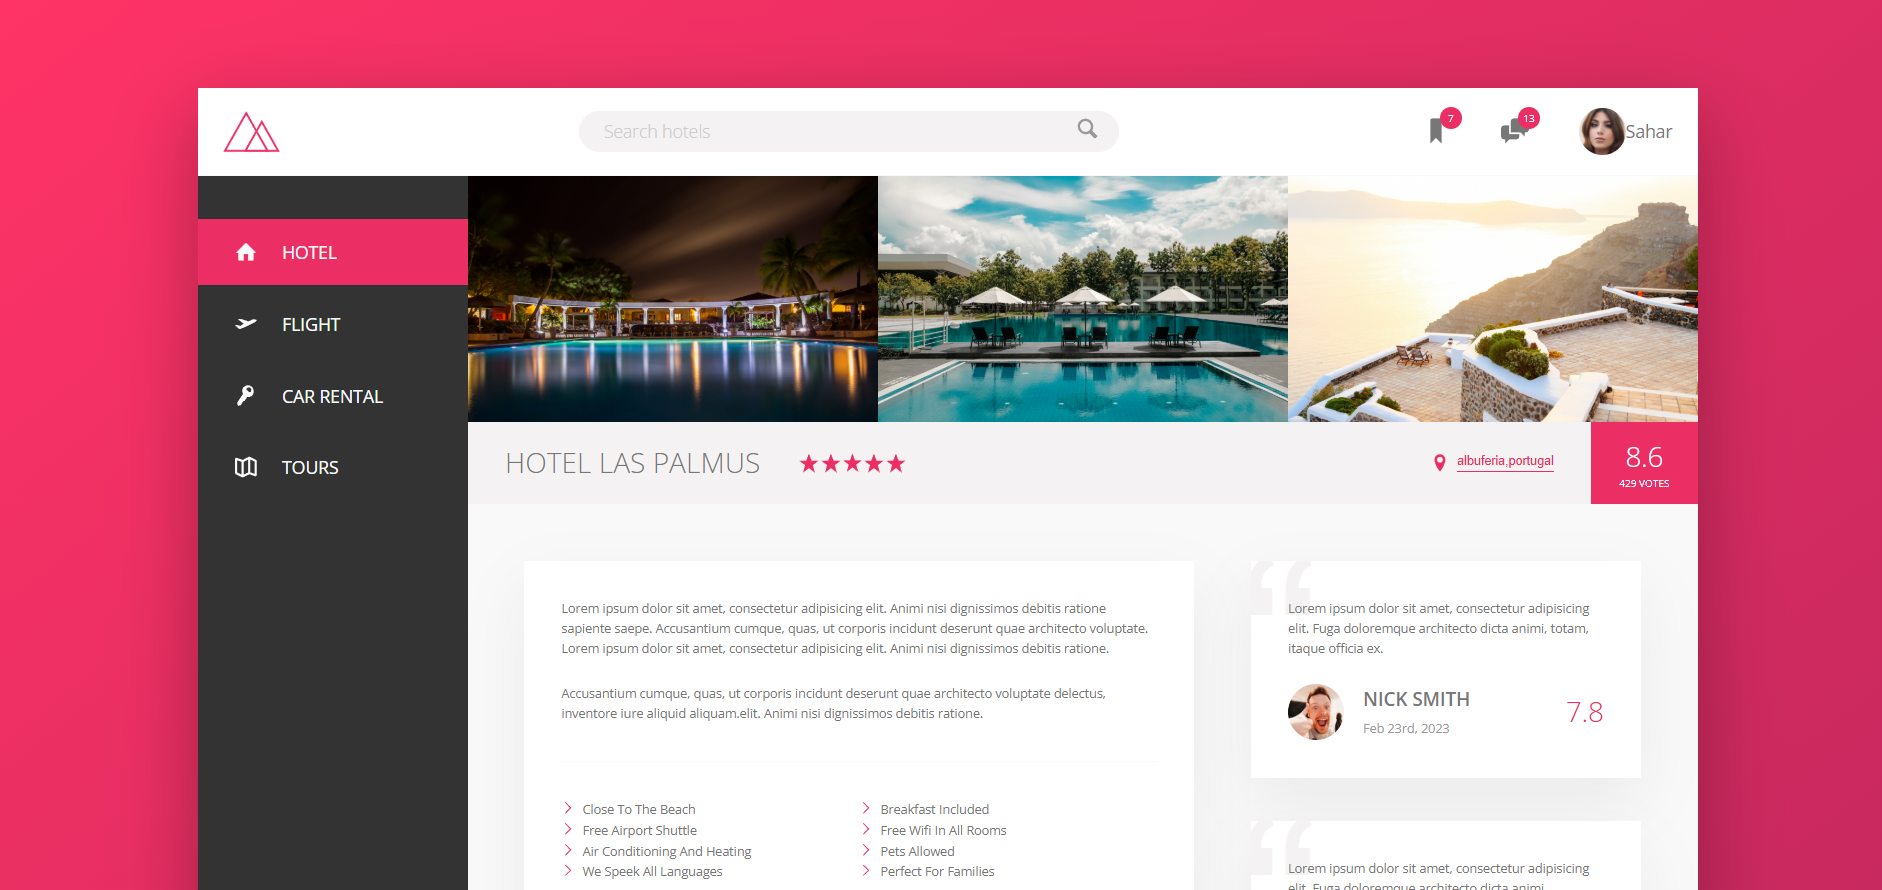 Search hotels
7
13
Sahar
HOTEL
FLIGHT
CAR RENTAL
TOURS
HOTEL LAS PALMUS
albuferia,portugal
8.6
429 VOTES
Lorem ipsum dolor sit amet, consectetur adipisicing elit. Animi nisi dignissimos debitis ratione
sapiente saepe. Accusantium cumque, quas, ut corporis incidunt deserunt quae architecto voluptate.
Lorem ipsum dolor sit amet, consectetur adipisicing elit. Animi nisi dignissimos debitis ratione.
Accusantium cumque, quas, ut corporis incidunt deserunt quae architecto voluptate delectus,
inventore iure aliquid aliquam.elit. Animi nisi dignissimos debitis ratione.
Close To The Beach
Free Airport Shuttle
Air Conditioning And Heating
We Speek All Languages
Breakfast Included
Free Wifi In All Rooms
Pets Allowed
Perfect For Families
“
Lorem ipsum dolor sit amet, consectetur adipisicing
elit. Fuga doloremque architecto dicta animi, totam,
itaque officia ex.
NICK SMITH
Feb 23rd, 2023
7.8
“
Lorem ipsum dolor sit amet, consectetur adipisicing
elit. Fuga doloremque architecto dicta animi,